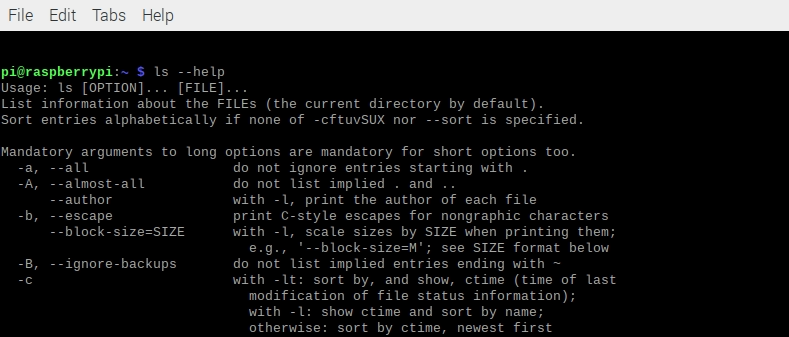 File Edit Tabs Help
pi@raspberrypi:~ $ ls --help
Usage: ls [OPTION]... [FILE]...
List information about the FILEs (the current directory by default).
Sort entries alphabetically if none of -cftuvSUX nor --sort is specified.

Mandatory arguments to long options are mandatory for short options too.
  -a, --all                  do not ignore entries starting with .
  -A, --almost-all           do not list implied . and ..
      --author               with -l, print the author of each file
  -b, --escape               print C-style escapes for nongraphic characters
      --block-size=SIZE      with -l, scale sizes by SIZE when printing them;
                               e.g., '--block-size=M'; see SIZE format below
  -B, --ignore-backups       do not list implied entries ending with ~
  -c                         with -lt: sort by, and show, ctime (time of last
                               modification of file status information);
                               with -l: show ctime and sort by name;
                               otherwise: sort by ctime, newest first